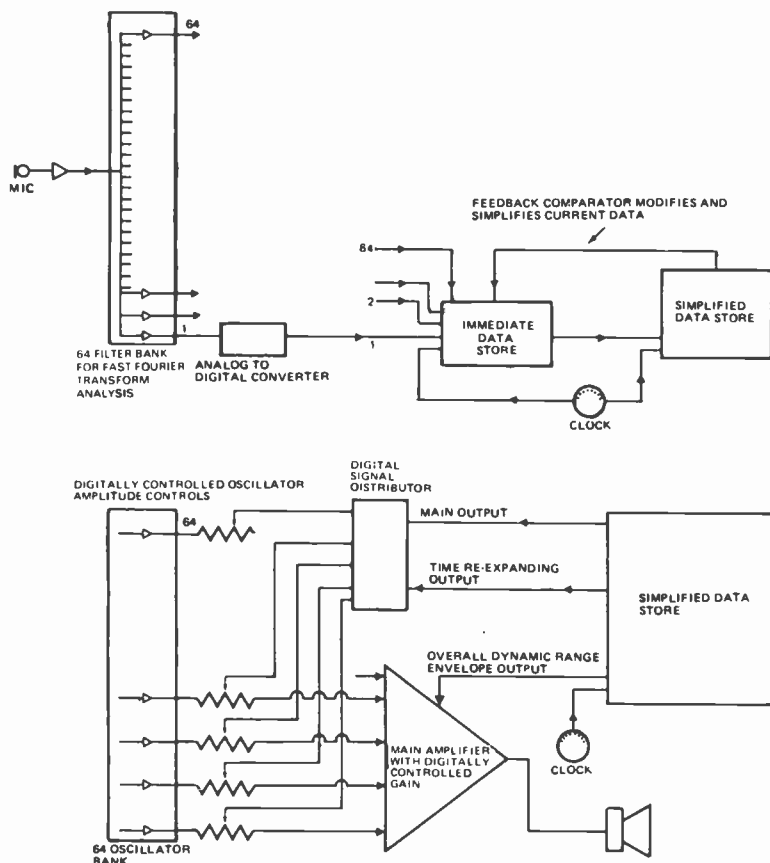 64
MIC
FEEDBACK COMPARATOR MODIFIES AND
SIMPLIFIES CURRENT DATA
64
2
1
1
IMMEDIATE
DATA
STORE
SIMPLIFIED
DATA STORE
64 FILTER BANK
FOR FAST FOURIER
TRANSFORM
ANALYSIS
ANALOG TO
DIGITAL CONVERTER
CLOCK
DIGITAL
SIGNAL
DISTRIBUTOR
DIGITALLY CONTROLLED OSCILLATOR
AMPLITUDE CONTROLS
64
MAIN OUTPUT
TIME RE-EXPANDING
OUTPUT
SIMPLIFIED DATA
STORE
OVERALL DYNAMIC RANGE
ENVELOPE OUTPUT
MAIN AMPLIFIER
WITH DIGITALLY
CONTROLLED
GAIN
CLOCK
64 OSCILLATOR
BANK